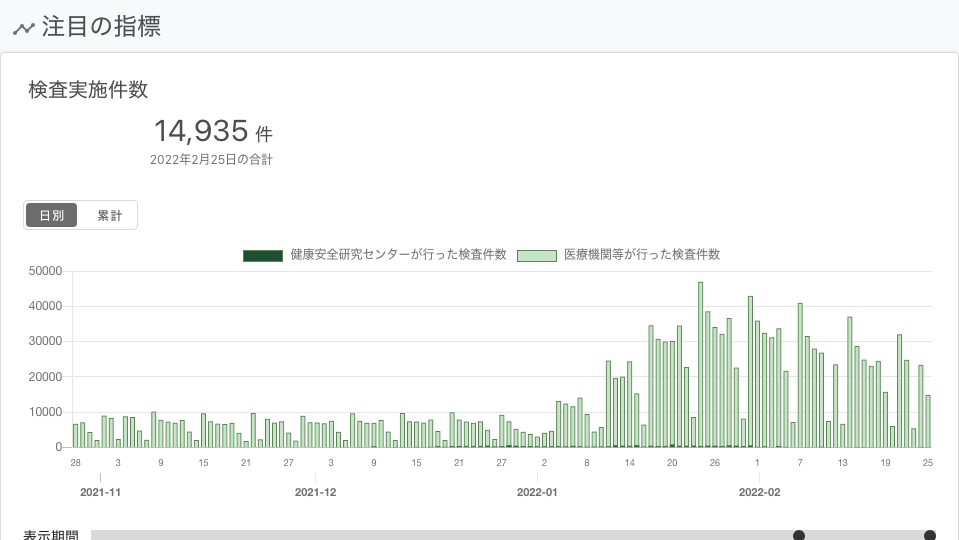 注目の指標
検査実施件数
14,935 件
2022年2月25日の合計
日別 累計
健康安全研究センターが行った検査件数 医療機関等が行った検査件数
50000
40000
30000
20000
10000
0
28 3 9 15 21 27 3 9 15 21 27 2 8 14 20 26 1 7 13 19 25
2021-11 2021-12 2022-01 2022-02
表示期間